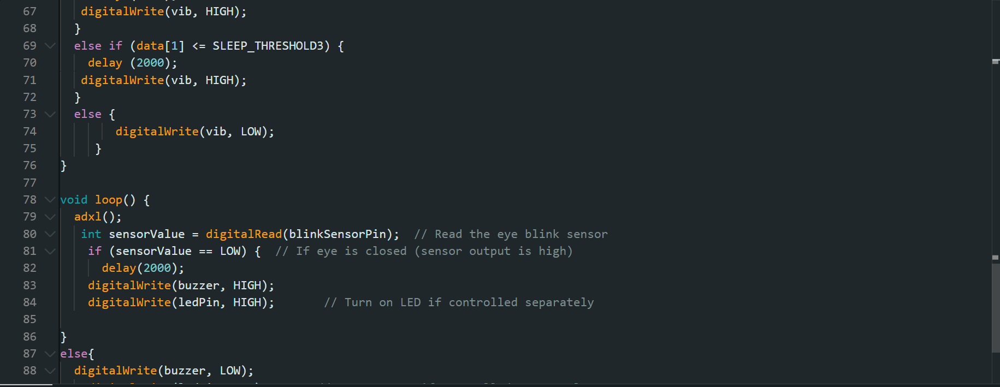 67 digitalWrite(vib, HIGH);
68 }
69 else if (data[1] <= SLEEP_THRESHOLD3) {
70 delay (2000);
71 digitalWrite(vib, HIGH);
72 }
73 else {
74 digitalWrite(vib, LOW);
75 }
76 }
77
78 void loop() {
79 adxl();
80 int sensorValue = digitalRead(blinkSensorPin);  // Read the eye blink sensor
81 if (sensorValue == LOW) {  // If eye is closed (sensor output is high)
82 delay(2000);
83 digitalWrite(buzzer, HIGH);
84 digitalWrite(ledPin, HIGH);       // Turn on LED if controlled separately
85
86 }
87 else{
88 digitalWrite(buzzer, LOW);